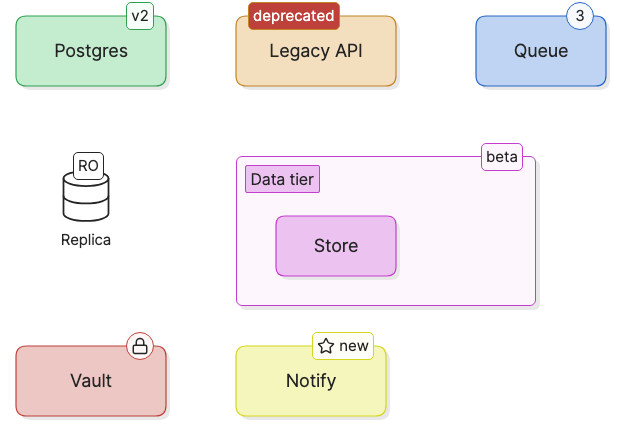 v2
Postgres
deprecated
Legacy API
3
Queue
RO
Replica
beta
Data tier
Store
Vault
new
Notify